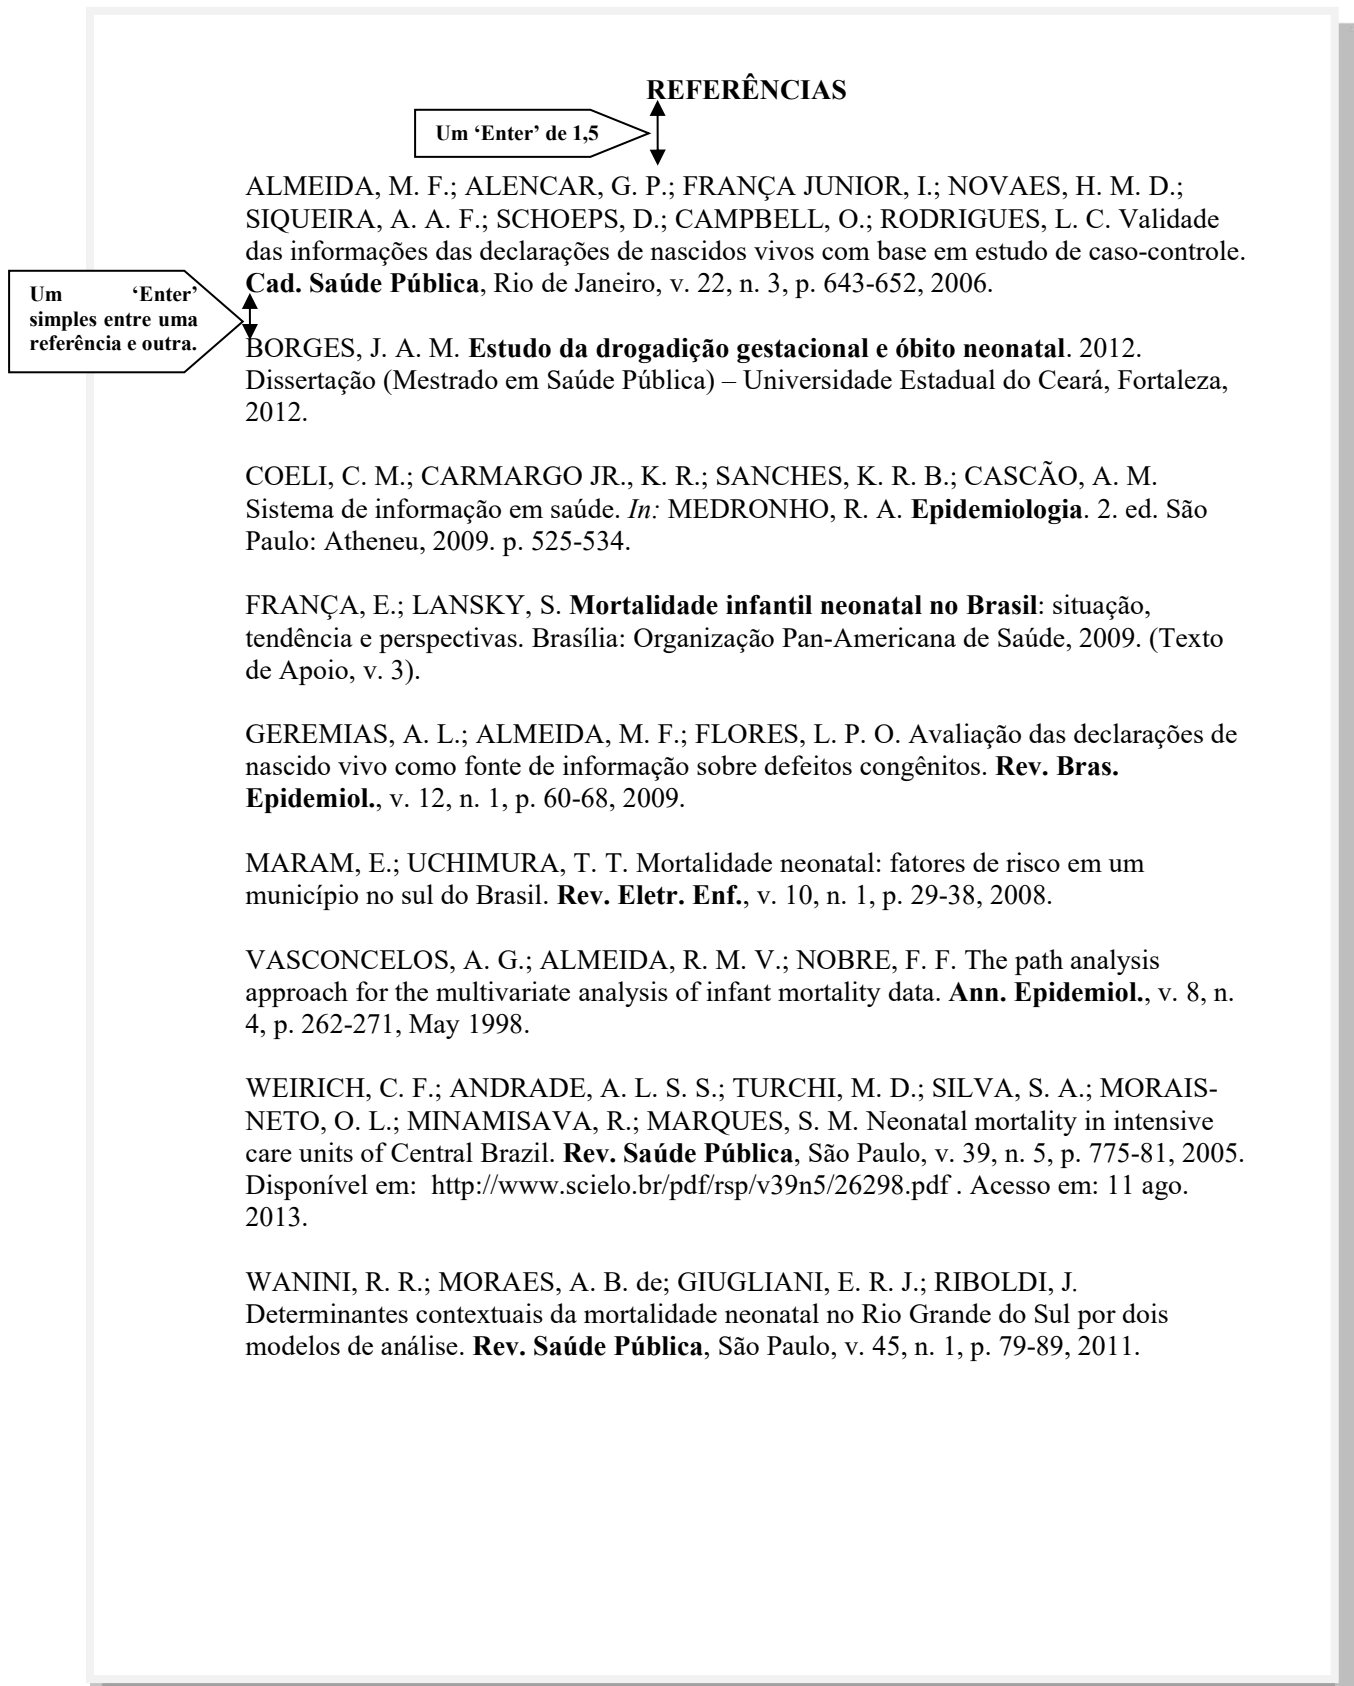 REFERÊNCIAS
Um ‘Enter’ de 1,5
ALMEIDA, M. F.; ALENCAR, G. P.; FRANÇA JUNIOR, I.; NOVAES, H. M. D.;
SIQUEIRA, A. A. F.; SCHOEPS, D.; CAMPBELL, O.; RODRIGUES, L. C. Validade
das informações das declarações de nascidos vivos com base em estudo de caso-controle.
Cad. Saúde Pública, Rio de Janeiro, v. 22, n. 3, p. 643-652, 2006.
Um ‘Enter’
simples entre uma
referência e outra.
BORGES, J. A. M. Estudo da drogadição gestacional e óbito neonatal. 2012.
Dissertação (Mestrado em Saúde Pública) – Universidade Estadual do Ceará, Fortaleza,
2012.
COELI, C. M.; CARMARGO JR., K. R.; SANCHES, K. R. B.; CASCÃO, A. M.
Sistema de informação em saúde. In: MEDRONHO, R. A. Epidemiologia. 2. ed. São
Paulo: Atheneu, 2009. p. 525-534.
FRANÇA, E.; LANSKY, S. Mortalidade infantil neonatal no Brasil: situação,
tendência e perspectivas. Brasília: Organização Pan-Americana de Saúde, 2009. (Texto
de Apoio, v. 3).
GEREMIAS, A. L.; ALMEIDA, M. F.; FLORES, L. P. O. Avaliação das declarações de
nascido vivo como fonte de informação sobre defeitos congênitos. Rev. Bras.
Epidemiol., v. 12, n. 1, p. 60-68, 2009.
MARAM, E.; UCHIMURA, T. T. Mortalidade neonatal: fatores de risco em um
município no sul do Brasil. Rev. Eletr. Enf., v. 10, n. 1, p. 29-38, 2008.
VASCONCELOS, A. G.; ALMEIDA, R. M. V.; NOBRE, F. F. The path analysis
approach for the multivariate analysis of infant mortality data. Ann. Epidemiol., v. 8, n.
4, p. 262-271, May 1998.
WEIRICH, C. F.; ANDRADE, A. L. S. S.; TURCHI, M. D.; SILVA, S. A.; MORAIS-
NETO, O. L.; MINAMISAVA, R.; MARQUES, S. M. Neonatal mortality in intensive
care units of Central Brazil. Rev. Saúde Pública, São Paulo, v. 39, n. 5, p. 775-81, 2005.
Disponível em:  http://www.scielo.br/pdf/rsp/v39n5/26298.pdf . Acesso em: 11 ago.
2013.
WANINI, R. R.; MORAES, A. B. de; GIUGLIANI, E. R. J.; RIBOLDI, J.
Determinantes contextuais da mortalidade neonatal no Rio Grande do Sul por dois
modelos de análise. Rev. Saúde Pública, São Paulo, v. 45, n. 1, p. 79-89, 2011.